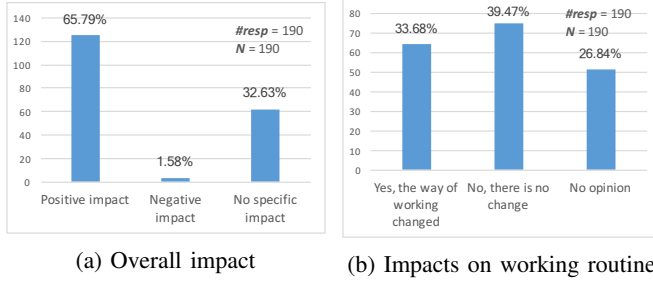 140
120
100
80
60
40
20
0
65.79%
1.58%
32.63%
#resp = 190
N = 190
Positive impact
Negative impact
No specific impact
(a) Overall impact
80
70
60
50
40
30
20
10
0
33.68%
39.47%
26.84%
#resp = 190
N = 190
Yes, the way of working changed
No, there is no change
No opinion
(b) Impacts on working routine